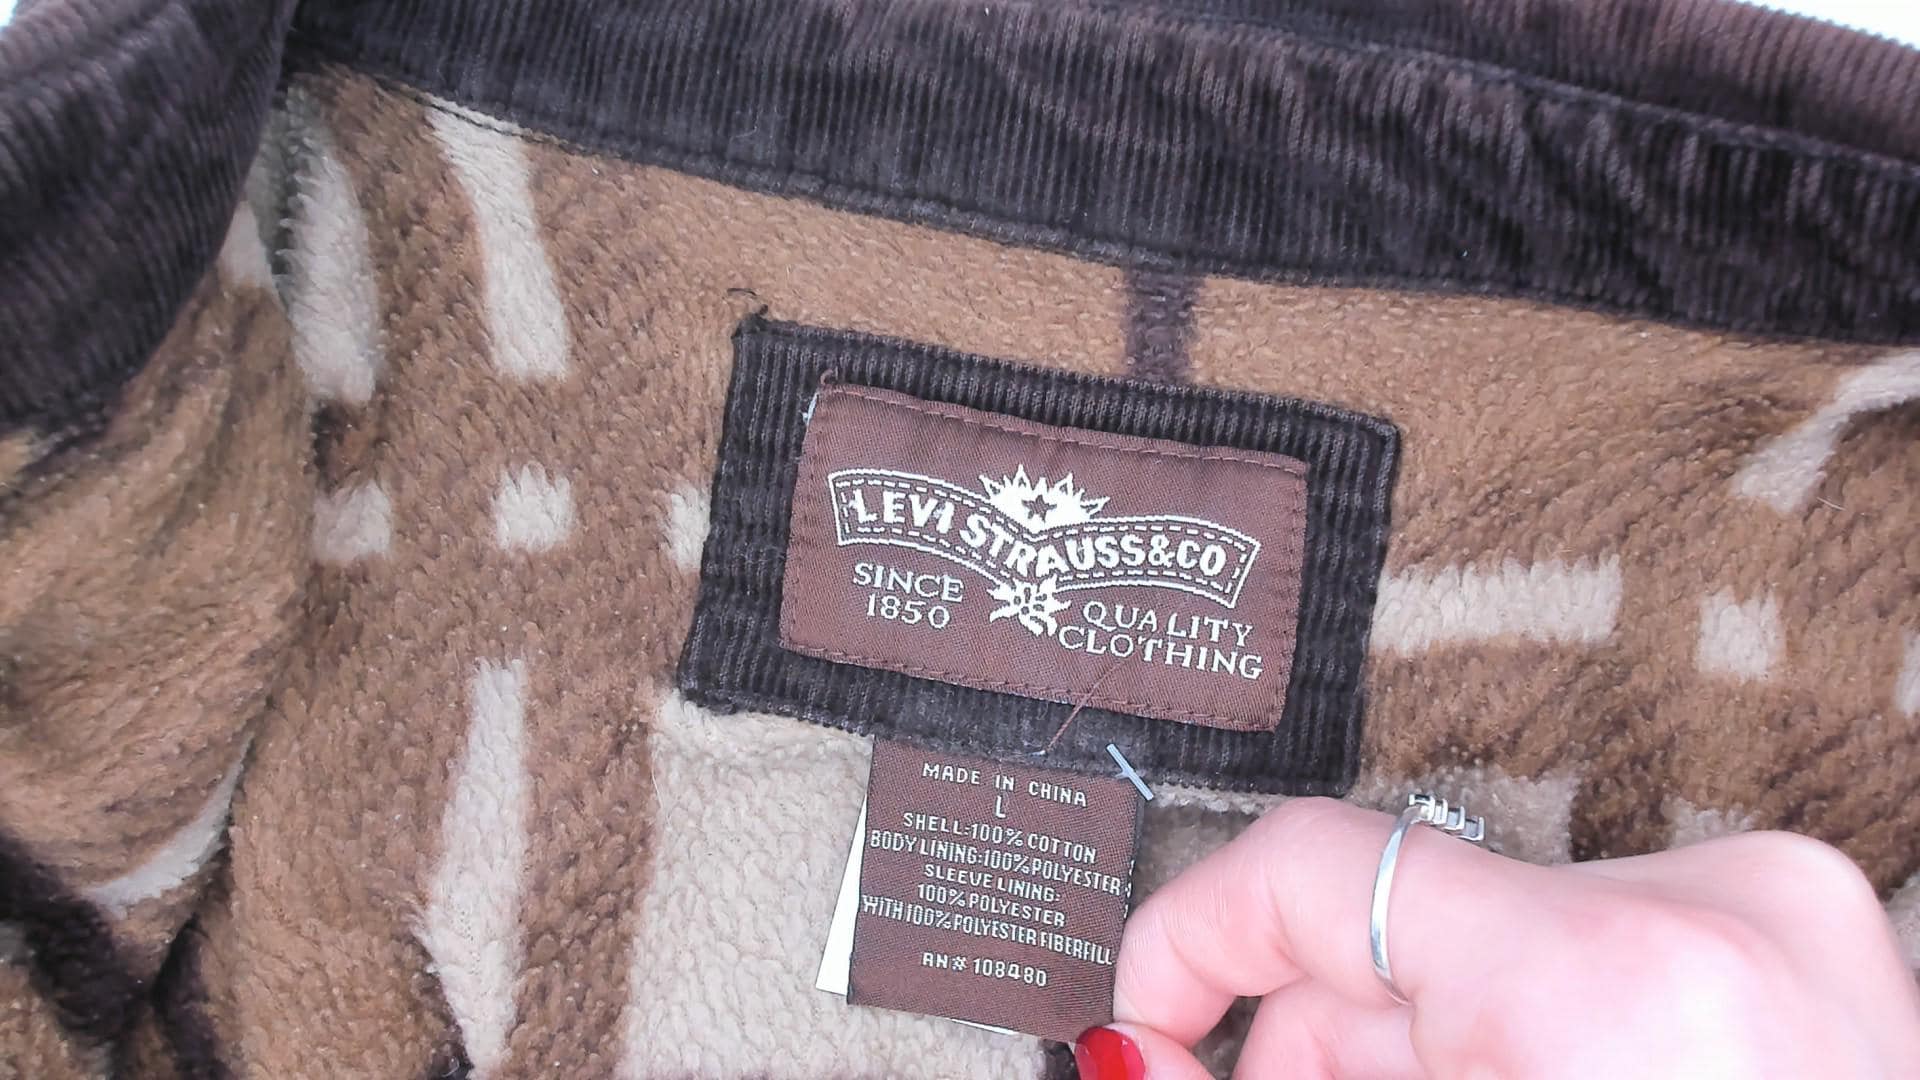 LEVI STRAUSS&CO
SINCE
1850
QUALITY
CLOTHING
MADE IN CHINA
L
SHELL:100% COTTON
BODY LINING:100%POLYESTER
SLEEVE LINING:
100% POLYESTER
WITH 100%POLYESTER FIBERFILL
RN# 108480